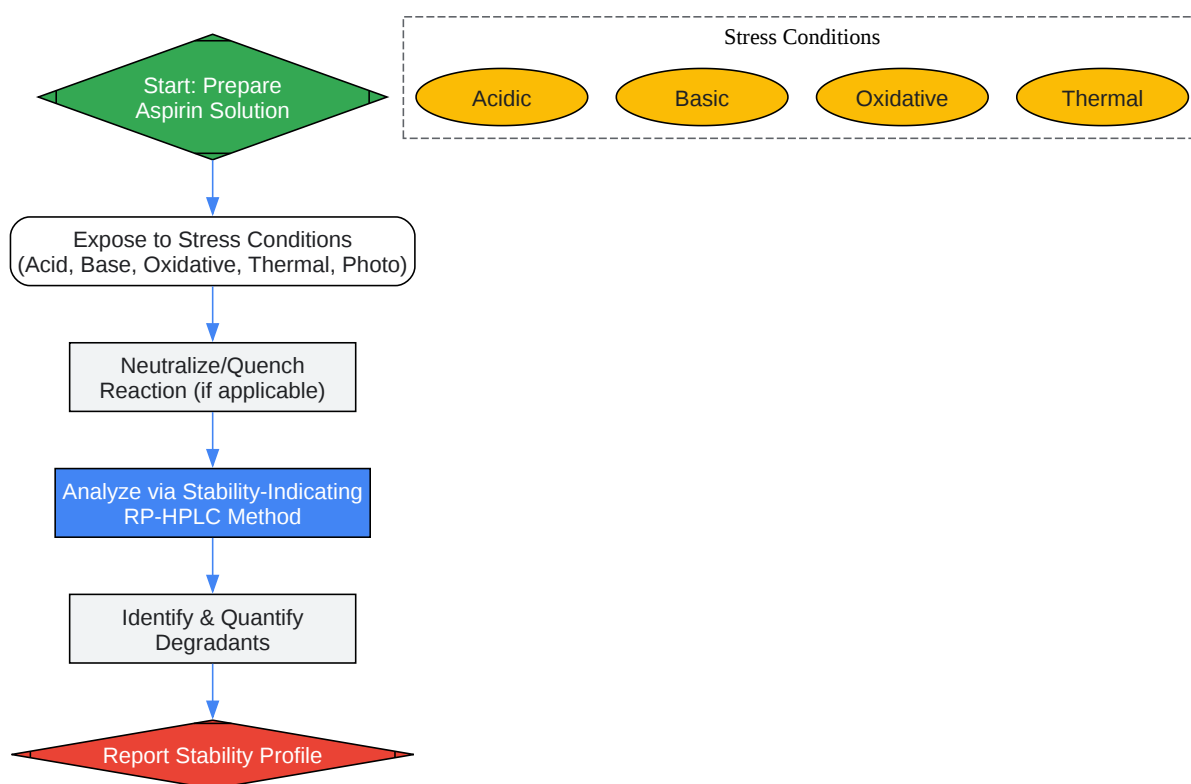 Stress Conditions
Start: Prepare
Aspirin Solution
Acidic
Basic
Oxidative
Thermal
Expose to Stress Conditions
(Acid, Base, Oxidative, Thermal, Photo)
Neutralize/Quench
Reaction (if applicable)
Analyze via Stability-Indicating
RP-HPLC Method
Identify & Quantify
Degradants
Report Stability Profile